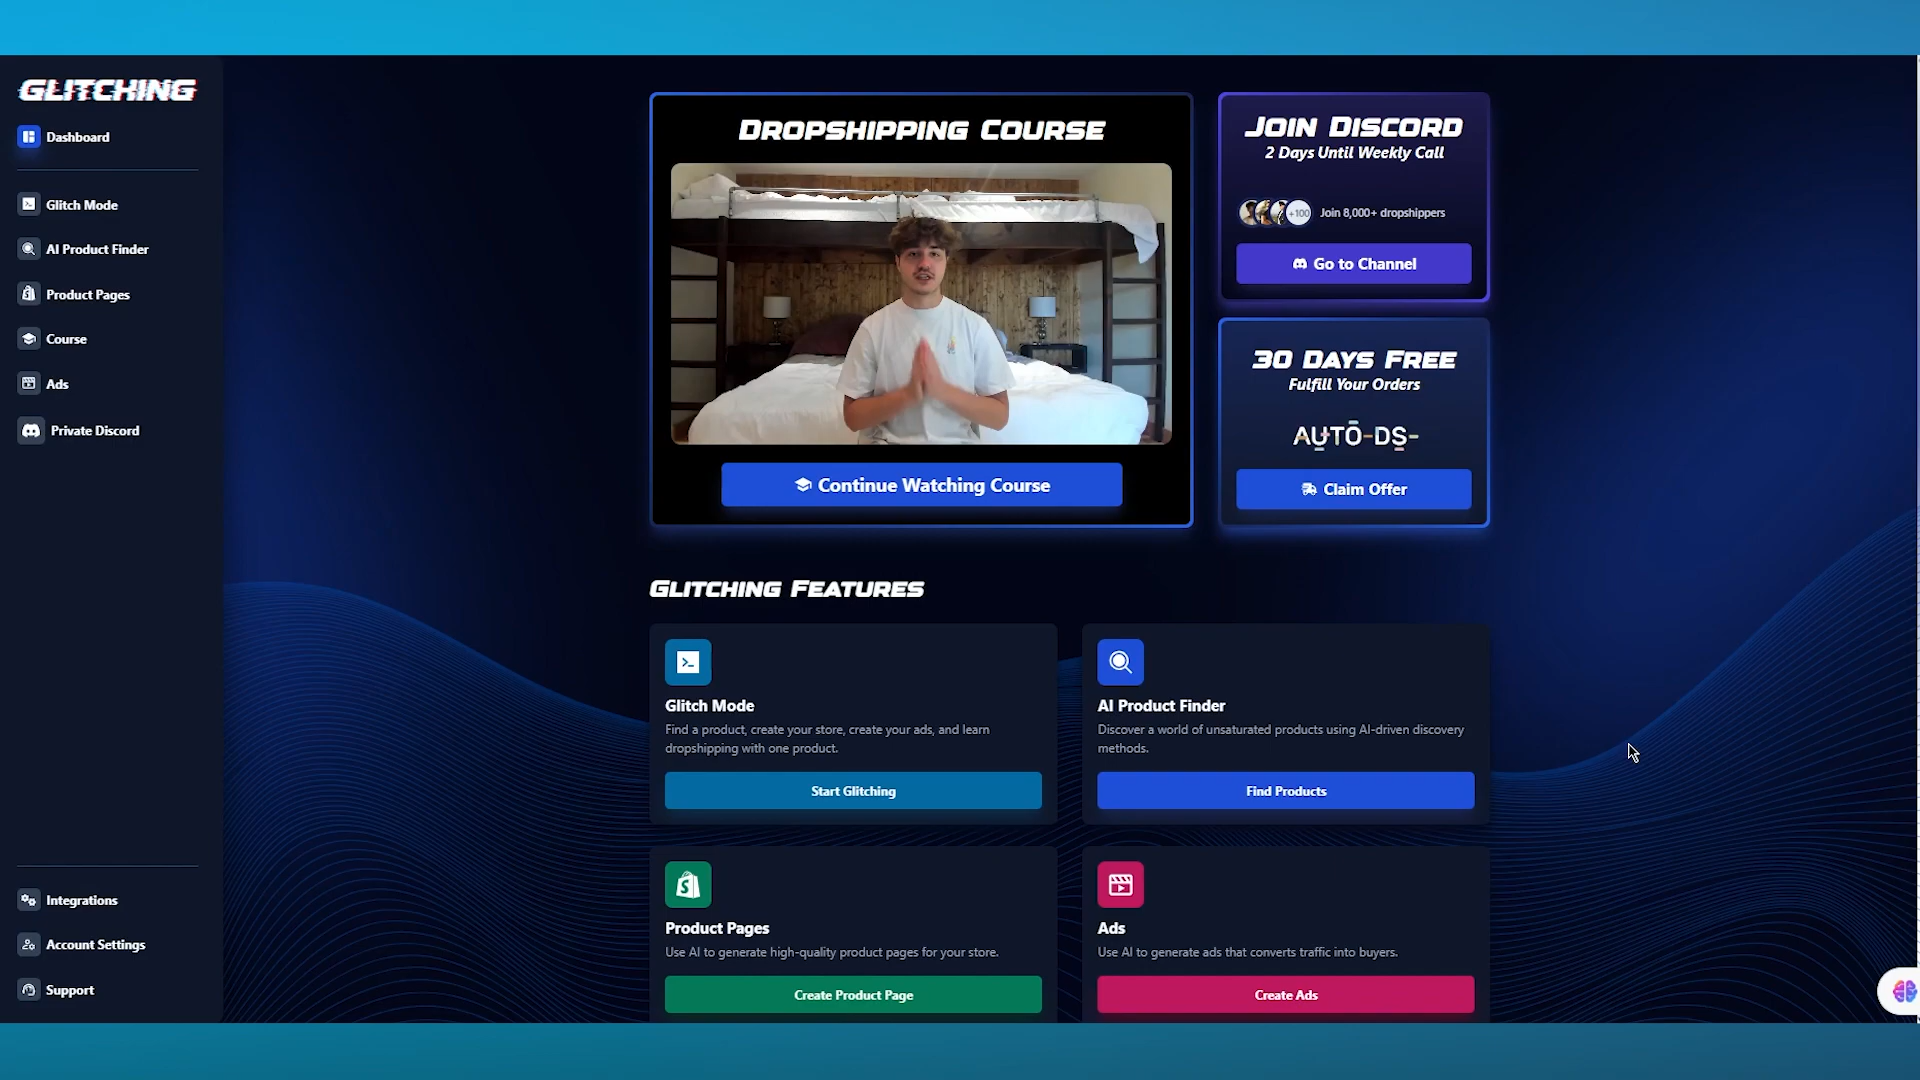 GLITCHING
Dashboard
Glitch Mode
AI Product Finder
Product Pages
Course
Ads
Private Discord
Integrations
Account Settings
Support
DROPSHIPPING COURSE
Continue Watching Course
JOIN DISCORD
2 Days Until Weekly Call
+100 Join 8,000+ dropshippers
Go to Channel
30 DAYS FREE
Fulfill Your Orders
AUTO-DS-
Claim Offer
GLITCHING FEATURES
Glitch Mode
Find a product, create your store, create your ads, and learn
dropshipping with one product.
Start Glitching
AI Product Finder
Discover a world of unsaturated products using AI-driven discovery
methods.
Find Products
Product Pages
Use AI to generate high-quality product pages for your store.
Create Product Page
Ads
Use AI to generate ads that converts traffic into buyers.
Create Ads